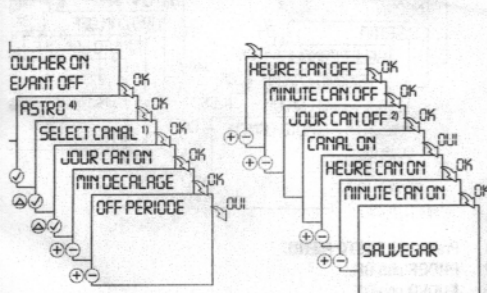 OUCHER ON
EVANT OFF
OK
ASTRO 4)
OK
SELECT CANAL 1)
OK
JOUR CAN ON
OK
MIN DECALAGE
OK
OFF PERIODE
OUI
HEURE CAN OFF
OK
MINUTE CAN OFF
OK
JOUR CAN OFF 2)
OK
CANAL ON
OUI
HEURE CAN ON
OK
MINUTE CAN ON
OK
SAUVEGAR